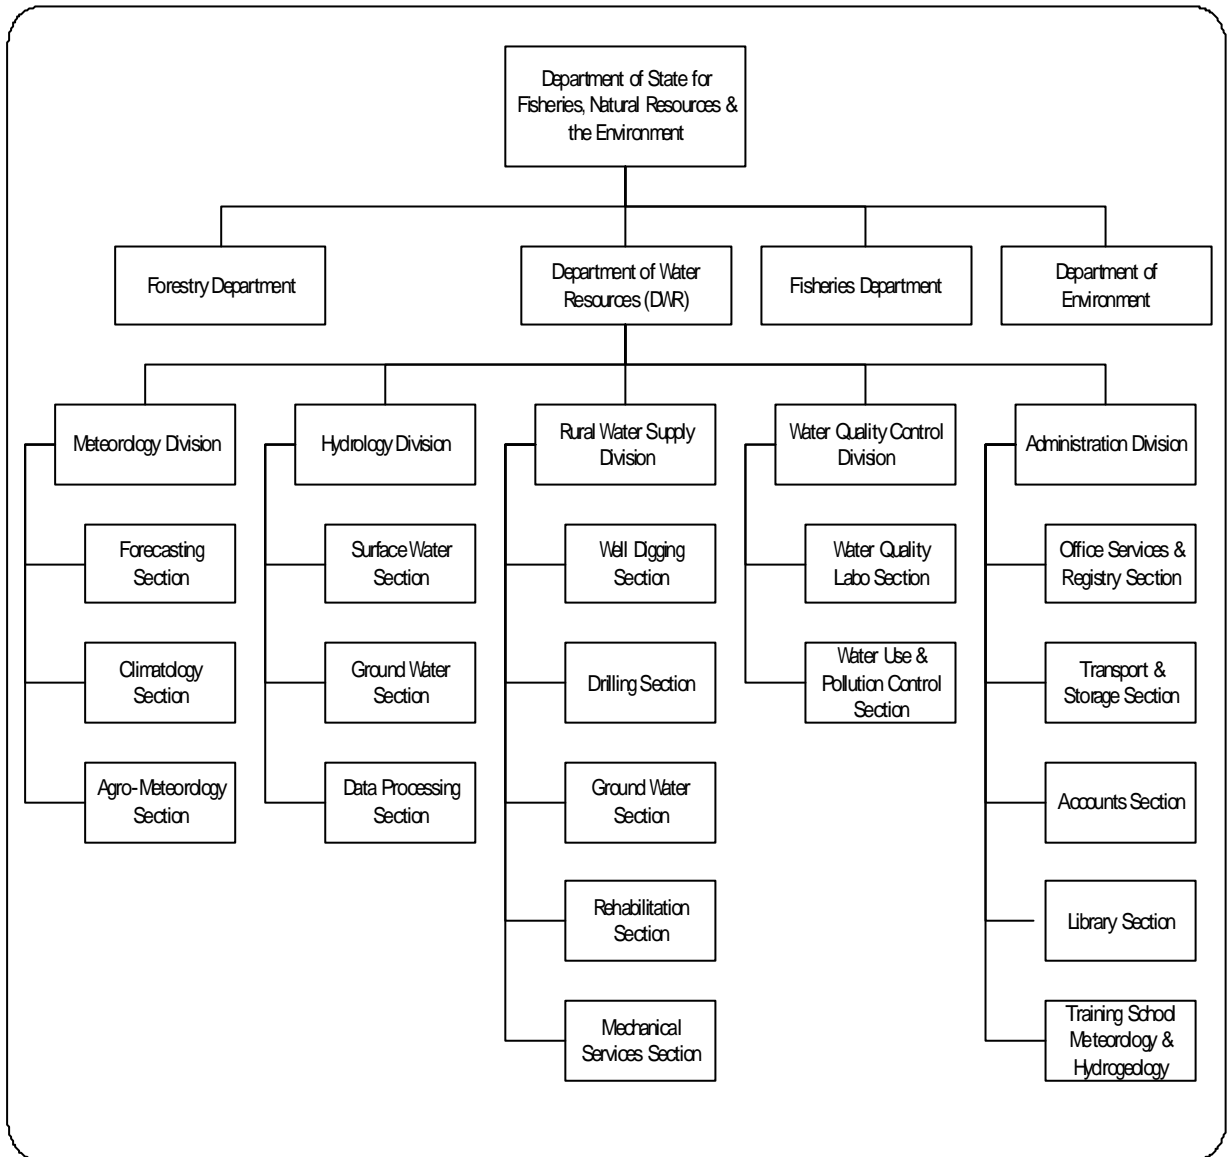 Department of State for
Fisheries, Natural Resources &
the Environment
Forestry Department
Department of Water
Resources (DWR)
Fisheries Department
Department of
Environment
Meteorology Division
Hydrology Division
Rural Water Supply
Division
Water Quality Control
Division
Administration Division
Forecasting
Section
Surface Water
Section
Well Digging
Section
Water Quality
Labo Section
Office Services &
Registry Section
Climatology
Section
Ground Water
Section
Drilling Section
Water Use &
Pollution Control
Section
Transport &
Storage Section
Agro-Meteorology
Section
Data Processing
Section
Ground Water
Section
Accounts Section
Rehabilitation
Section
Library Section
Mechanical
Services Section
Training School
Meteorology &
Hydrogeology